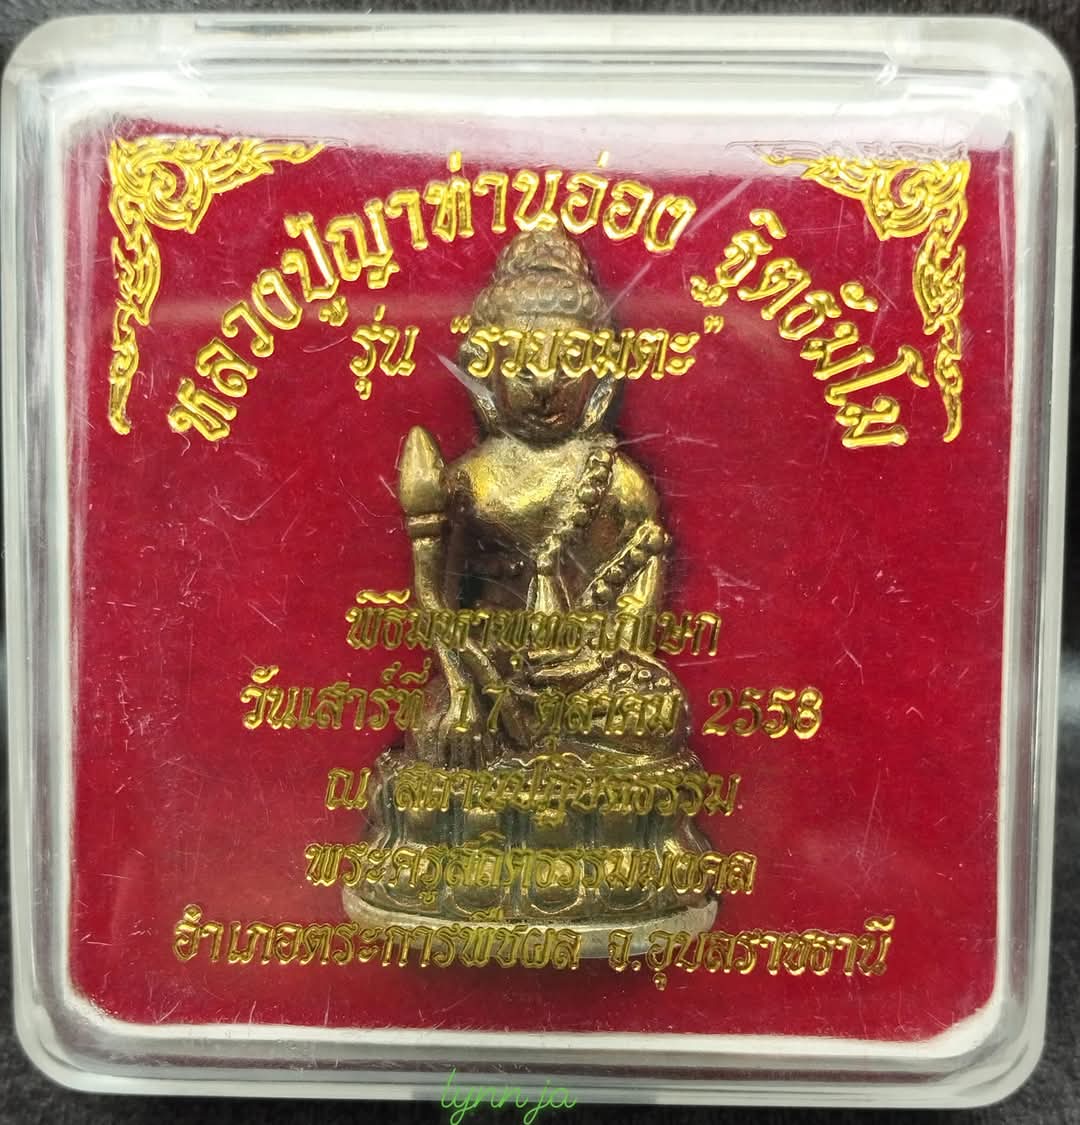 หลวงปู่ญาท่านอ่อง ฐิตธัมโม
รุ่น "รวยอมตะ"
พิธีมหาพุทธาภิเษก
วันเสาร์ที่ 17 ตุลาคม 2558
ณ สถานปฏิบัติธรรม
พระครูสถิตธรรมมงคล
อำเภอตระการพืชผล จ.อุบลราชธานี
lynn ja